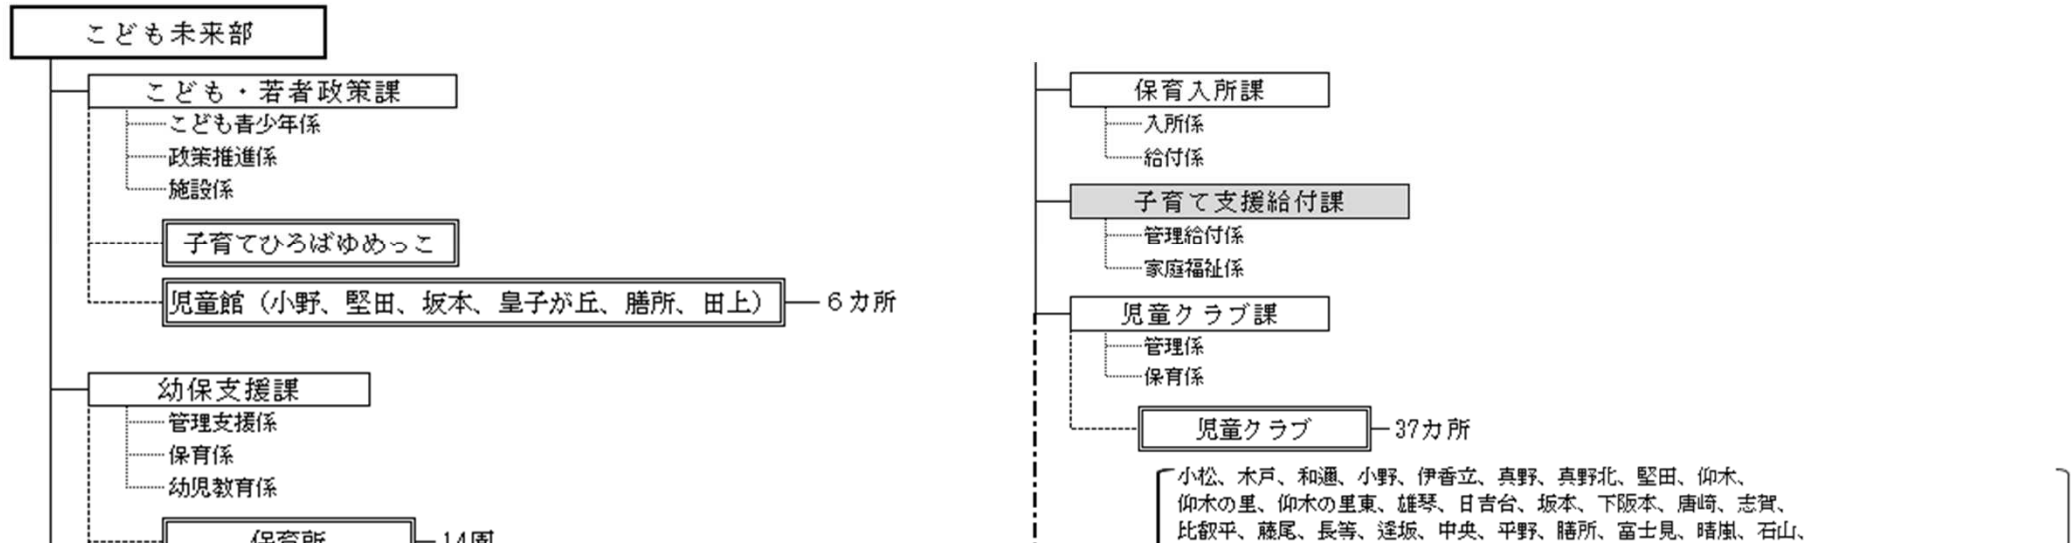 こども未来部
こども・若者政策課
こども青少年係
政策推進係
施設係
子育てひろばゆめっこ
児童館（小野、堅田、坂本、皇子が丘、膳所、田上） 6カ所
幼保支援課
管理支援係
保育係
幼児教育係
保育所 14園
保育入所課
入所係
給付係
子育て支援給付課
管理給付係
家庭福祉係
児童クラブ課
管理係
保育係
児童クラブ 37カ所
小松、木戸、和邇、小野、伊香立、真野、真野北、堅田、仰木、
仰木の里、仰木の里東、雄琴、日吉台、坂本、下阪本、唐崎、志賀、
比叡平、藤尾、長等、逢坂、中央、平野、膳所、富士見、晴嵐、石山、